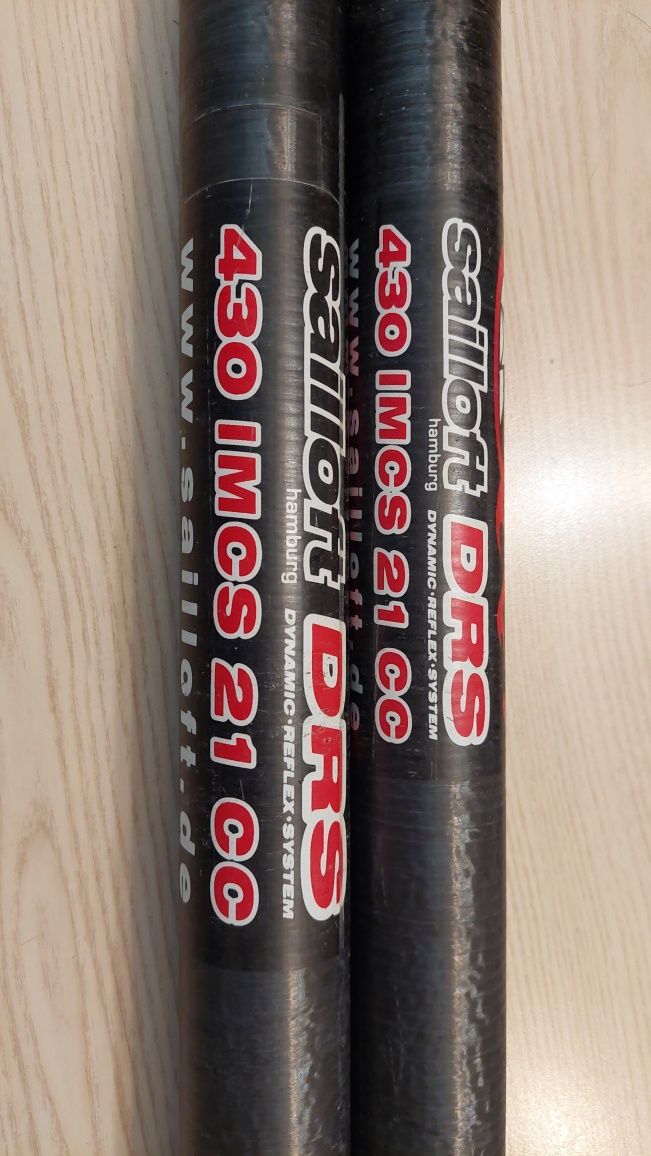 sailloft DRS
hamburg DYNAMIC·REFLEX·SYSTEM
430 IMCS 21 CC
www.sailloft.de
sailloft DRS
hamburg DYNAMIC·REFLEX·SYSTEM
430 IMCS 21 CC
www.sailloft.de